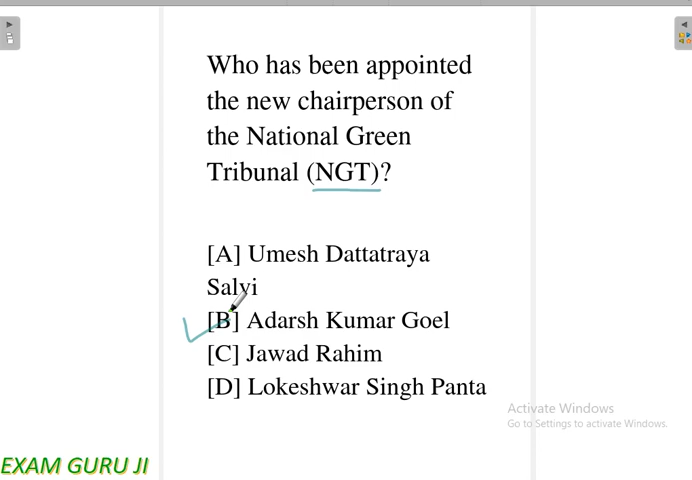 Who has been appointed
the new chairperson of
the National Green
Tribunal (NGT)?
[A] Umesh Dattatraya
Salvi
[B] Adarsh Kumar Goel
[C] Jawad Rahim
[D] Lokeshwar Singh Panta
Activate Windows
Go to Settings to activate Windows.
EXAM GURU JI